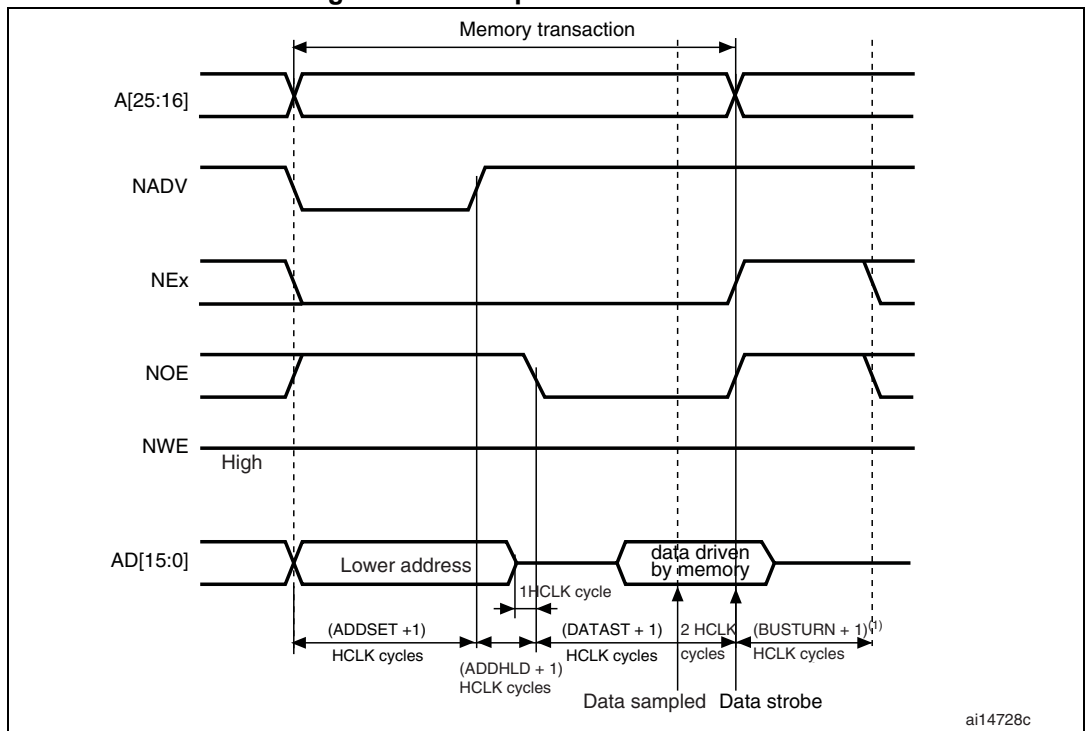 Memory transaction
A[25:16]
NADV
NEx
NOE
NWE
High
AD[15:0]
Lower address
data driven
by memory
1HCLK cycle
(ADDSET +1)
HCLK cycles
(ADDHLD + 1)
HCLK cycles
(DATAST + 1)
HCLK cycles
2 HCLK
cycles
(BUSTURN + 1)(1)
HCLK cycles
Data sampled
Data strobe
ai14728c